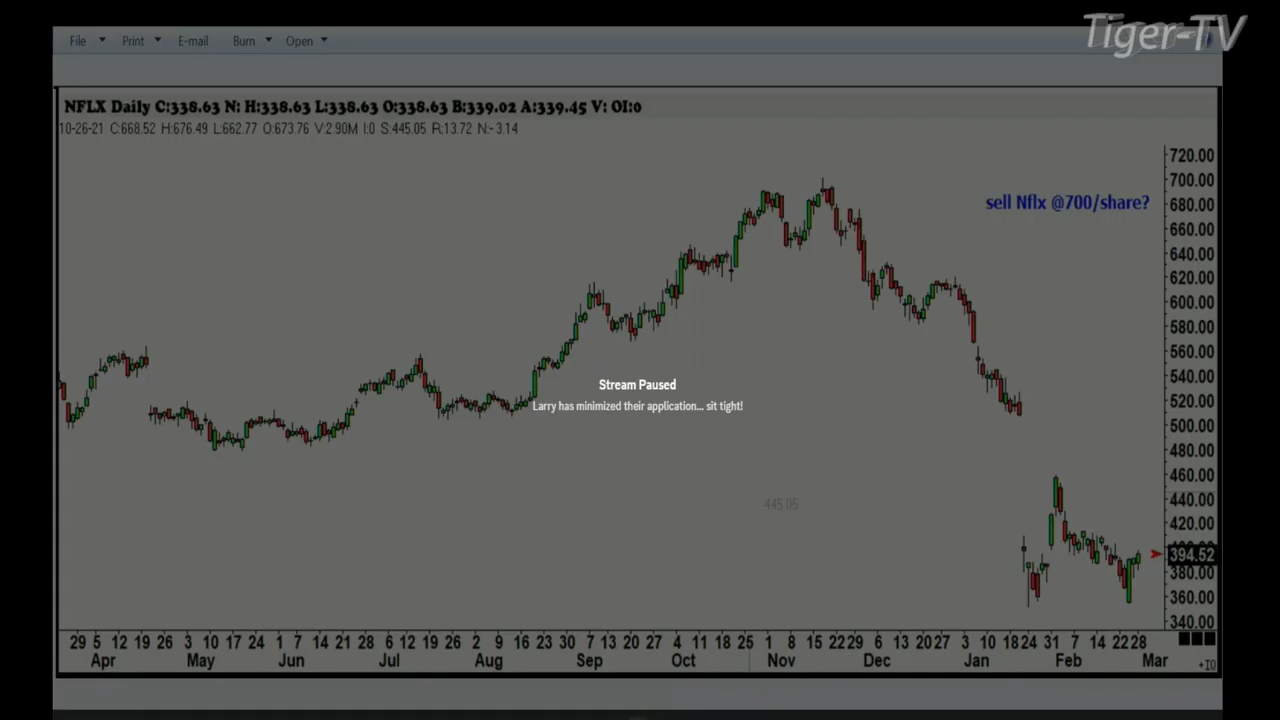 Tiger-TV
File Print E-mail Burn Open
NFLX Daily C:338.63 N: H:338.63 L:338.63 O:338.63 B:339.02 A:339.45 V: OI:0
10-26-21 C:668.52 H:676.49 L:662.77 O:673.76 V:2.90M I:0 S:445.05 R:13.72 N:-3.14
720.00
700.00
sell Nflx @700/share?
680.00
660.00
640.00
620.00
600.00
580.00
560.00
540.00
Stream Paused
Larry has minimized their application... sit tight!
520.00
500.00
480.00
460.00
440.00
445.05
420.00
394.52
380.00
360.00
340.00
29 5 12 19 26 3 10 17 24 1 7 14 21 28 6 12 19 26 2 9 16 23 30 7 13 20 27 4 11 18 25 1 8 15 22 29 6 13 20 27 3 10 18 24 31 7 14 22 28
Apr May Jun Jul Aug Sep Oct Nov Dec Jan Feb Mar